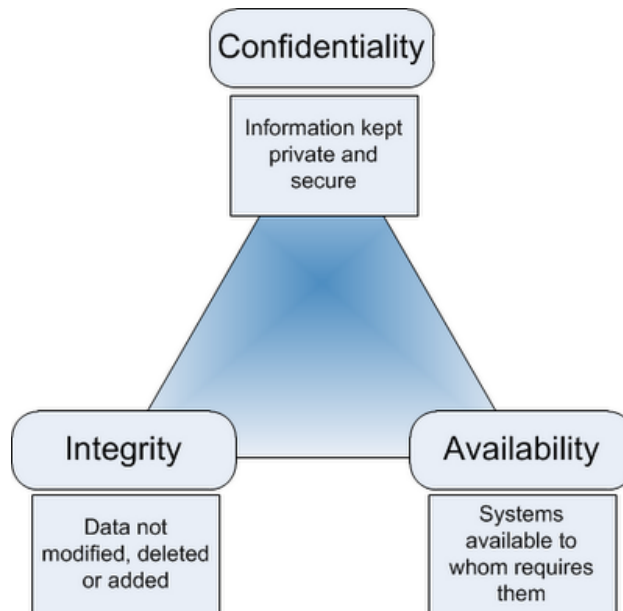 Confidentiality
Information kept
private and
secure
Integrity
Data not
modified, deleted
or added
Availability
Systems
available to
whom requires
them